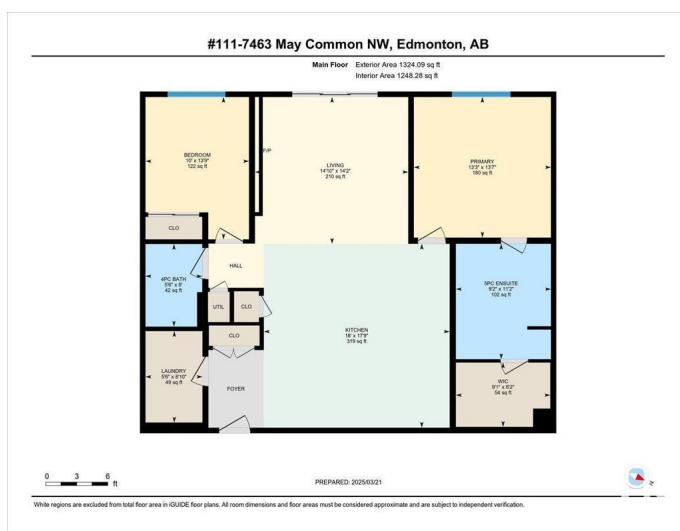 #111-7463 May Common NW, Edmonton, AB
Main Floor Exterior Area 1324.09 sq ft
Interior Area 1248.28 sq ft
BEDROOM
10' x 13'9"
122 sq ft
F/P
LIVING
14'10" x 14'2"
210 sq ft
PRIMARY
13'3" x 13'7"
180 sq ft
CLO
HALL
4PC BATH
5'6" x 8'
42 sq ft
5PC ENSUITE
9'2" x 11'2"
102 sq ft
UTIL
CLO
CLO
KITCHEN
18' x 17'9"
319 sq ft
LAUNDRY
5'6" x 8'10"
49 sq ft
FOYER
WIC
9'1" x 6'2"
54 sq ft
0 3 6
ft
PREPARED: 2025/03/21
N
White regions are excluded from total floor area in iGUIDE floor plans. All room dimensions and floor areas must be considered approximate and are subject to independent verification.